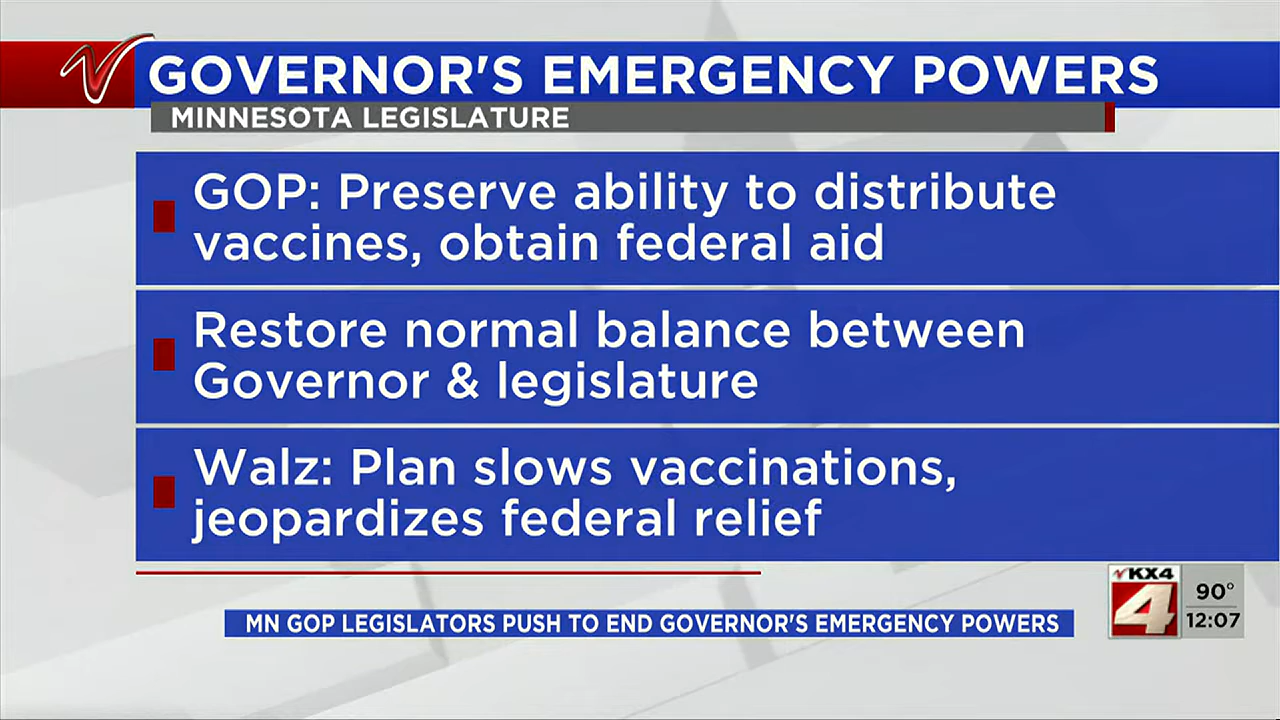 GOVERNOR'S EMERGENCY POWERS
MINNESOTA LEGISLATURE
GOP: Preserve ability to distribute
vaccines, obtain federal aid
Restore normal balance between
Governor & legislature
Walz: Plan slows vaccinations,
jeopardizes federal relief
MN GOP LEGISLATORS PUSH TO END GOVERNOR'S EMERGENCY POWERS
KX4
4
90°
12:07